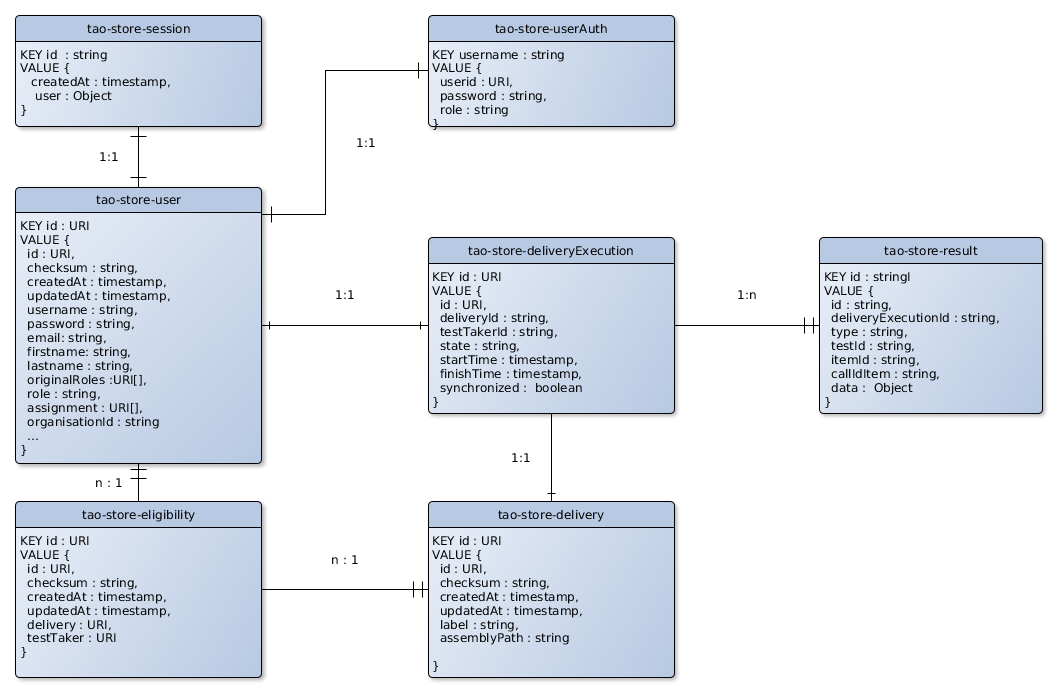 tao-store-session
KEY id : string
VALUE {
createdAt : timestamp,
user : Object
}
tao-store-userAuth
KEY username : string
VALUE {
userid : URI,
password : string,
role : string
}
1:1
1:1
tao-store-user
KEY id : URI
VALUE {
id : URI,
checksum : string,
createdAt : timestamp,
updatedAt : timestamp,
username : string,
password : string,
email: string,
firstname: string,
lastname : string,
originalRoles :URI[],
role : string,
assignment : URI[],
organisationId : string
...
}
1:1
tao-store-deliveryExecution
KEY id : URI
VALUE {
id : URI,
deliveryId : string,
testTakerId : string,
state : string,
startTime : timestamp,
finishTime : timestamp,
synchronized : boolean
}
1:n
tao-store-result
KEY id : stringl
VALUE {
id : string,
deliveryExecutionId : string,
type : string,
testId : string,
itemId : string,
callIdItem : string,
data : Object
}
n : 1
1:1
tao-store-eligibility
KEY id : URI
VALUE {
id : URI,
checksum : string,
createdAt : timestamp,
updatedAt : timestamp,
delivery : URI,
testTaker : URI
}
n : 1
tao-store-delivery
KEY id : URI
VALUE {
id : URI,
checksum : string,
createdAt : timestamp,
updatedAt : timestamp,
label : string,
assemblyPath : string
}